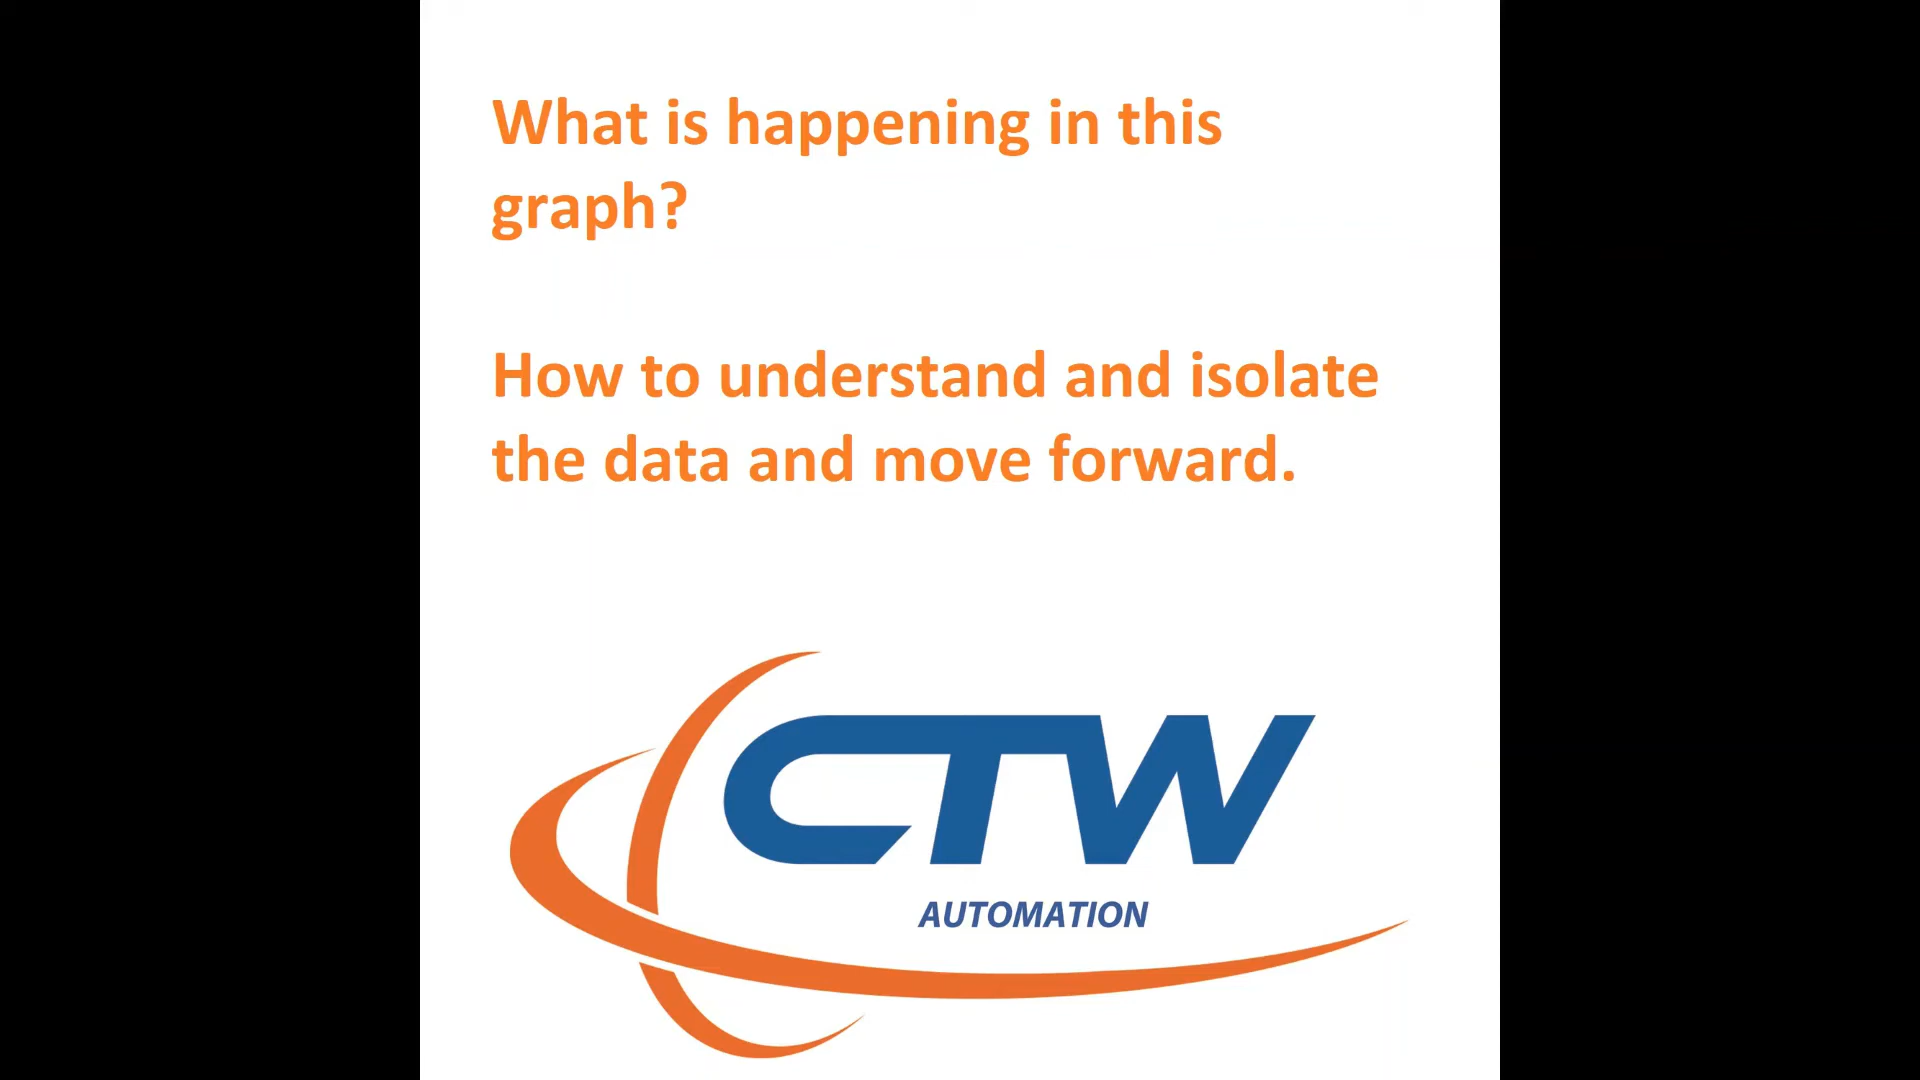 What is happening in this
graph?
How to understand and isolate
the data and move forward.
CTW
AUTOMATION